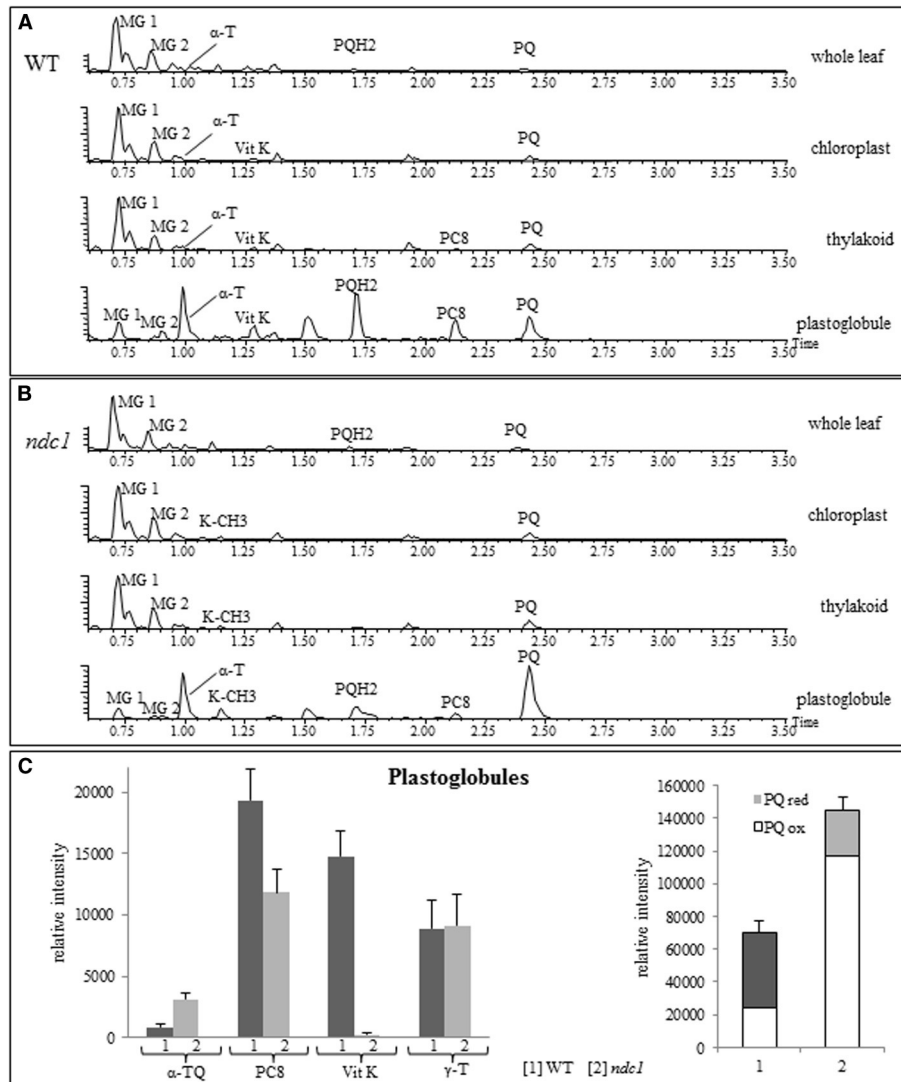 A
WT
MG 1
MG 2
α-T
PQH2
PQ
whole leaf
0.75 1.00 1.25 1.50 1.75 2.00 2.25 2.50 2.75 3.00 3.25 3.50
MG 1
MG 2
α-T
Vit K
PQ
chloroplast
0.75 1.00 1.25 1.50 1.75 2.00 2.25 2.50 2.75 3.00 3.25 3.50
MG 1
MG 2
α-T
Vit K
PC8
PQ
thylakoid
0.75 1.00 1.25 1.50 1.75 2.00 2.25 2.50 2.75 3.00 3.25 3.50
MG 1
MG 2
α-T
Vit K
PQH2
PC8
PQ
plastoglobule
Time
0.75 1.00 1.25 1.50 1.75 2.00 2.25 2.50 2.75 3.00 3.25 3.50
B
ndc1
MG 1
MG 2
PQH2
PQ
whole leaf
0.75 1.00 1.25 1.50 1.75 2.00 2.25 2.50 2.75 3.00 3.25 3.50
MG 1
MG 2
K-CH3
PQ
chloroplast
0.75 1.00 1.25 1.50 1.75 2.00 2.25 2.50 2.75 3.00 3.25 3.50
MG 1
MG 2
K-CH3
PQ
thylakoid
0.75 1.00 1.25 1.50 1.75 2.00 2.25 2.50 2.75 3.00 3.25 3.50
MG 1
MG 2
α-T
K-CH3
PQH2
PC8
PQ
plastoglobule
Time
0.75 1.00 1.25 1.50 1.75 2.00 2.25 2.50 2.75 3.00 3.25 3.50
C
Plastoglobules
relative intensity
20000
15000
10000
5000
0
1 2 1 2 1 2 1 2
α-TQ PC8 Vit K γ-T
[1] WT [2] ndc1
relative intensity
160000
140000
120000
100000
80000
60000
40000
20000
0
PQ red
PQ ox
1 2